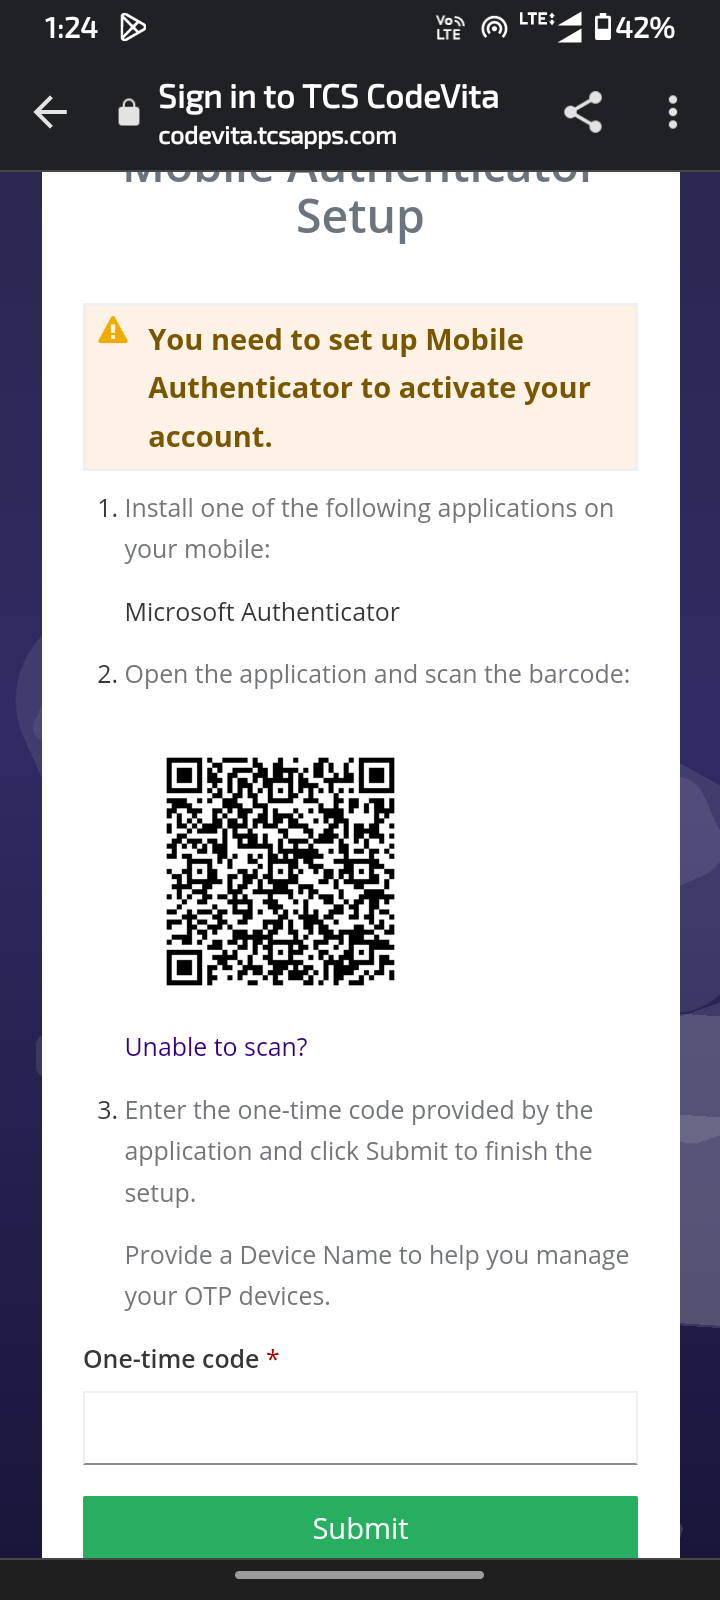 1:24
Vo LTE
LTE
42%
Sign in to TCS CodeVita
codevita.tcsapps.com
Mobile Authenticator
Setup
You need to set up Mobile
Authenticator to activate your
account.
1. Install one of the following applications on
your mobile:
Microsoft Authenticator
2. Open the application and scan the barcode:
Unable to scan?
3. Enter the one-time code provided by the
application and click Submit to finish the
setup.
Provide a Device Name to help you manage
your OTP devices.
One-time code *
Submit